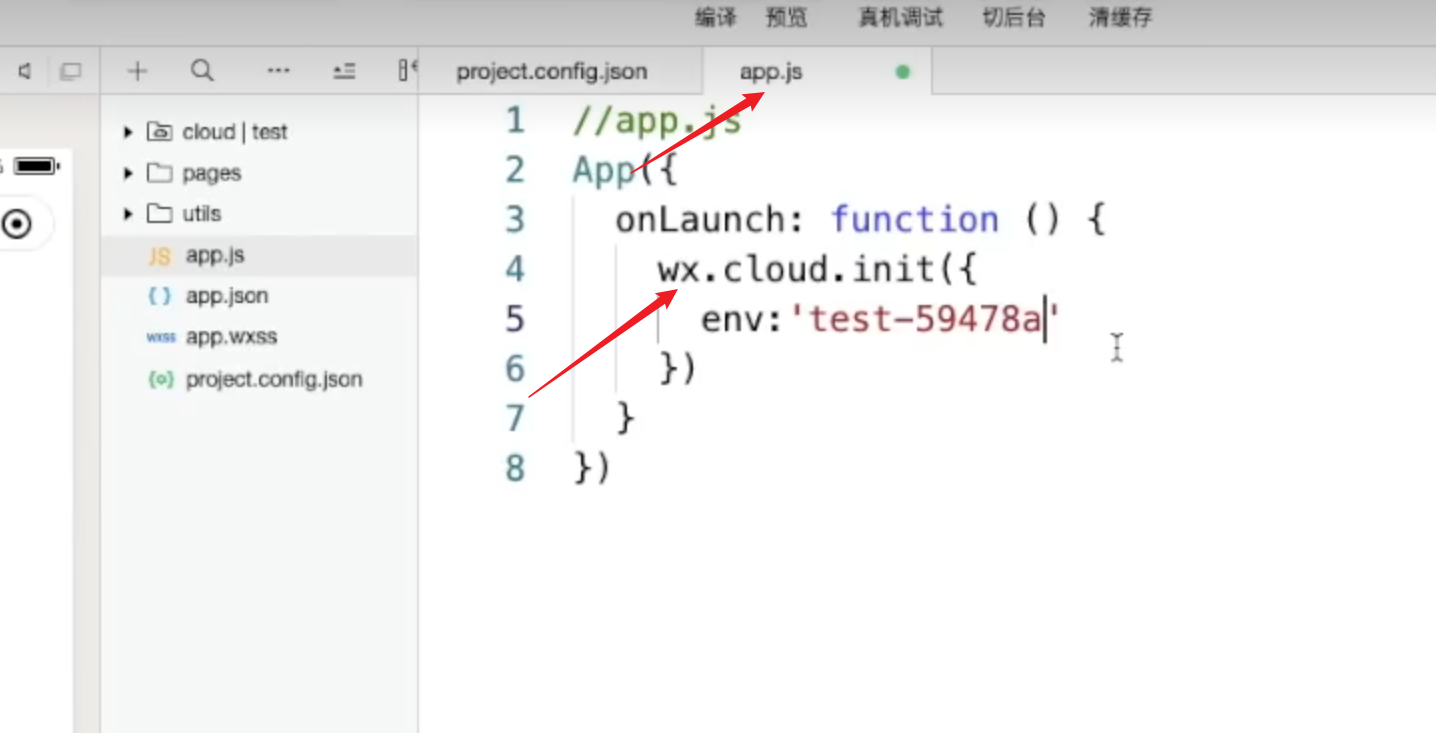 编译 预览 真机调试 切后台 清缓存
project.config.json app.js
cloud | test
pages
utils
JS app.js
{ } app.json
wxss app.wxss
{o} project.config.json
1 //app.js
2 App({
3 onLaunch: function () {
4 wx.cloud.init({
5 env:'test-59478a'
6 })
7 }
8 })